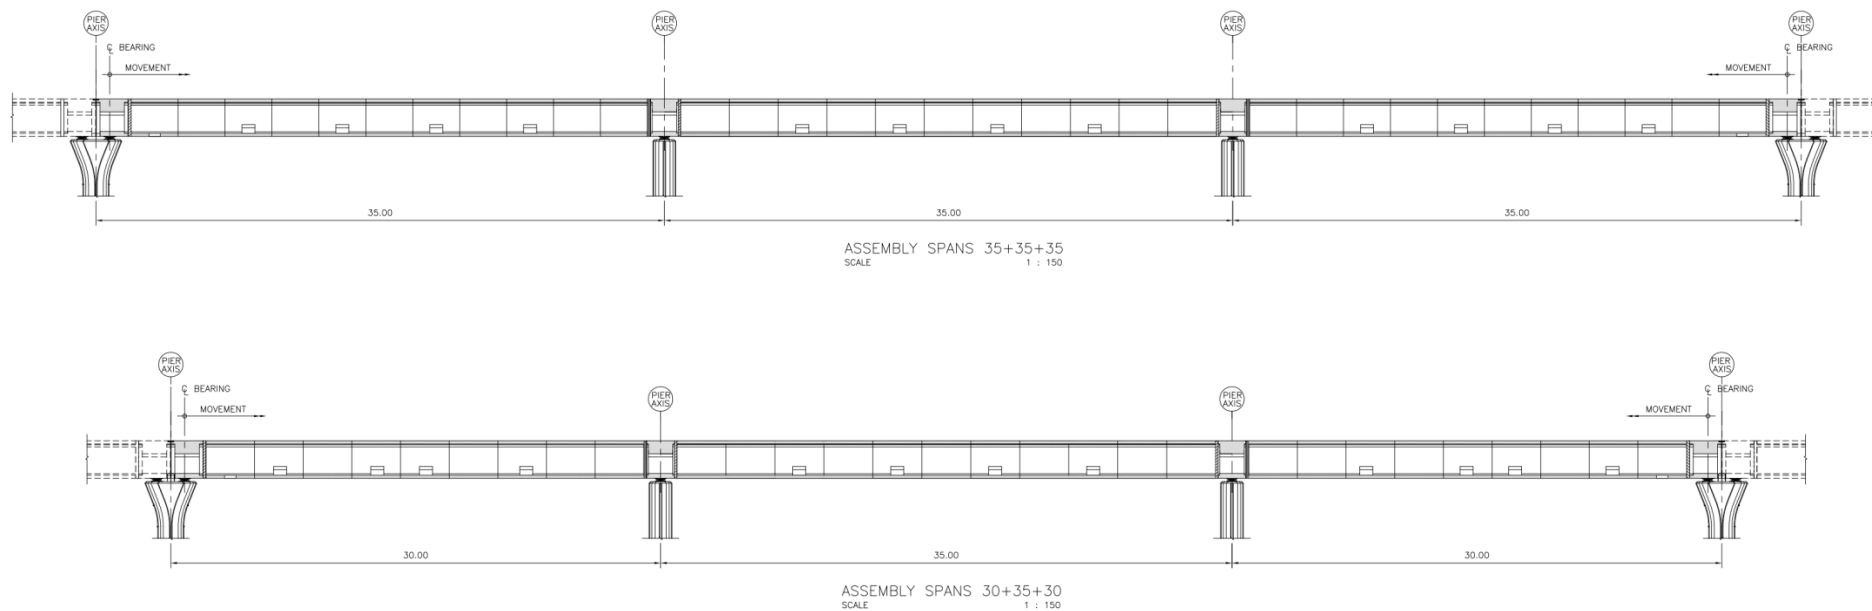 PIER
AXIS
PIER
AXIS
PIER
AXIS
PIER
AXIS
℄ BEARING
℄ BEARING
MOVEMENT
MOVEMENT
35.00
35.00
35.00
ASSEMBLY SPANS 35+35+35
SCALE 1 : 150
PIER
AXIS
PIER
AXIS
℄ BEARING
PIER
AXIS
PIER
AXIS
℄ BEARING
MOVEMENT
MOVEMENT
30.00
35.00
30.00
ASSEMBLY SPANS 30+35+30
SCALE 1 : 150